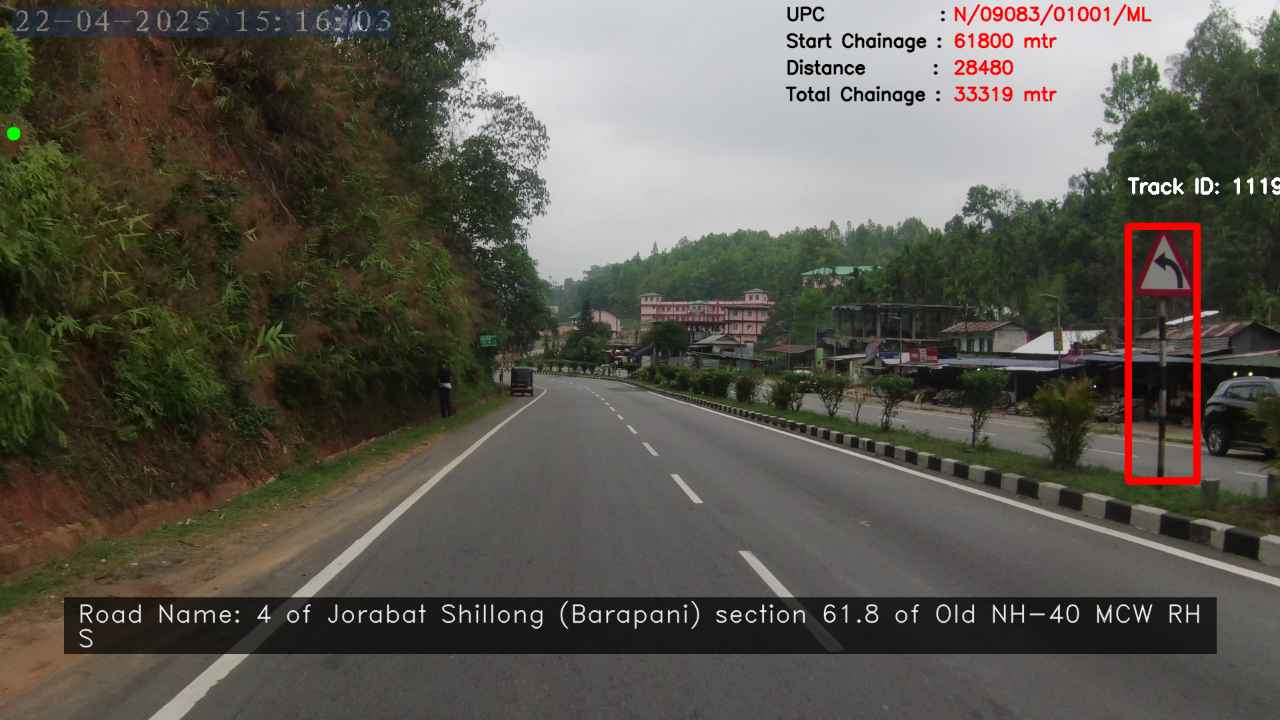 22-04-2025 15:16:03
UPC : N/09083/01001/ML
Start Chainage : 61800 mtr
Distance : 28480
Total Chainage : 33319 mtr
Track ID: 1119
Road Name: 4 of Jorabat Shillong (Barapani) section 61.8 of Old NH-40 MCW RH
S